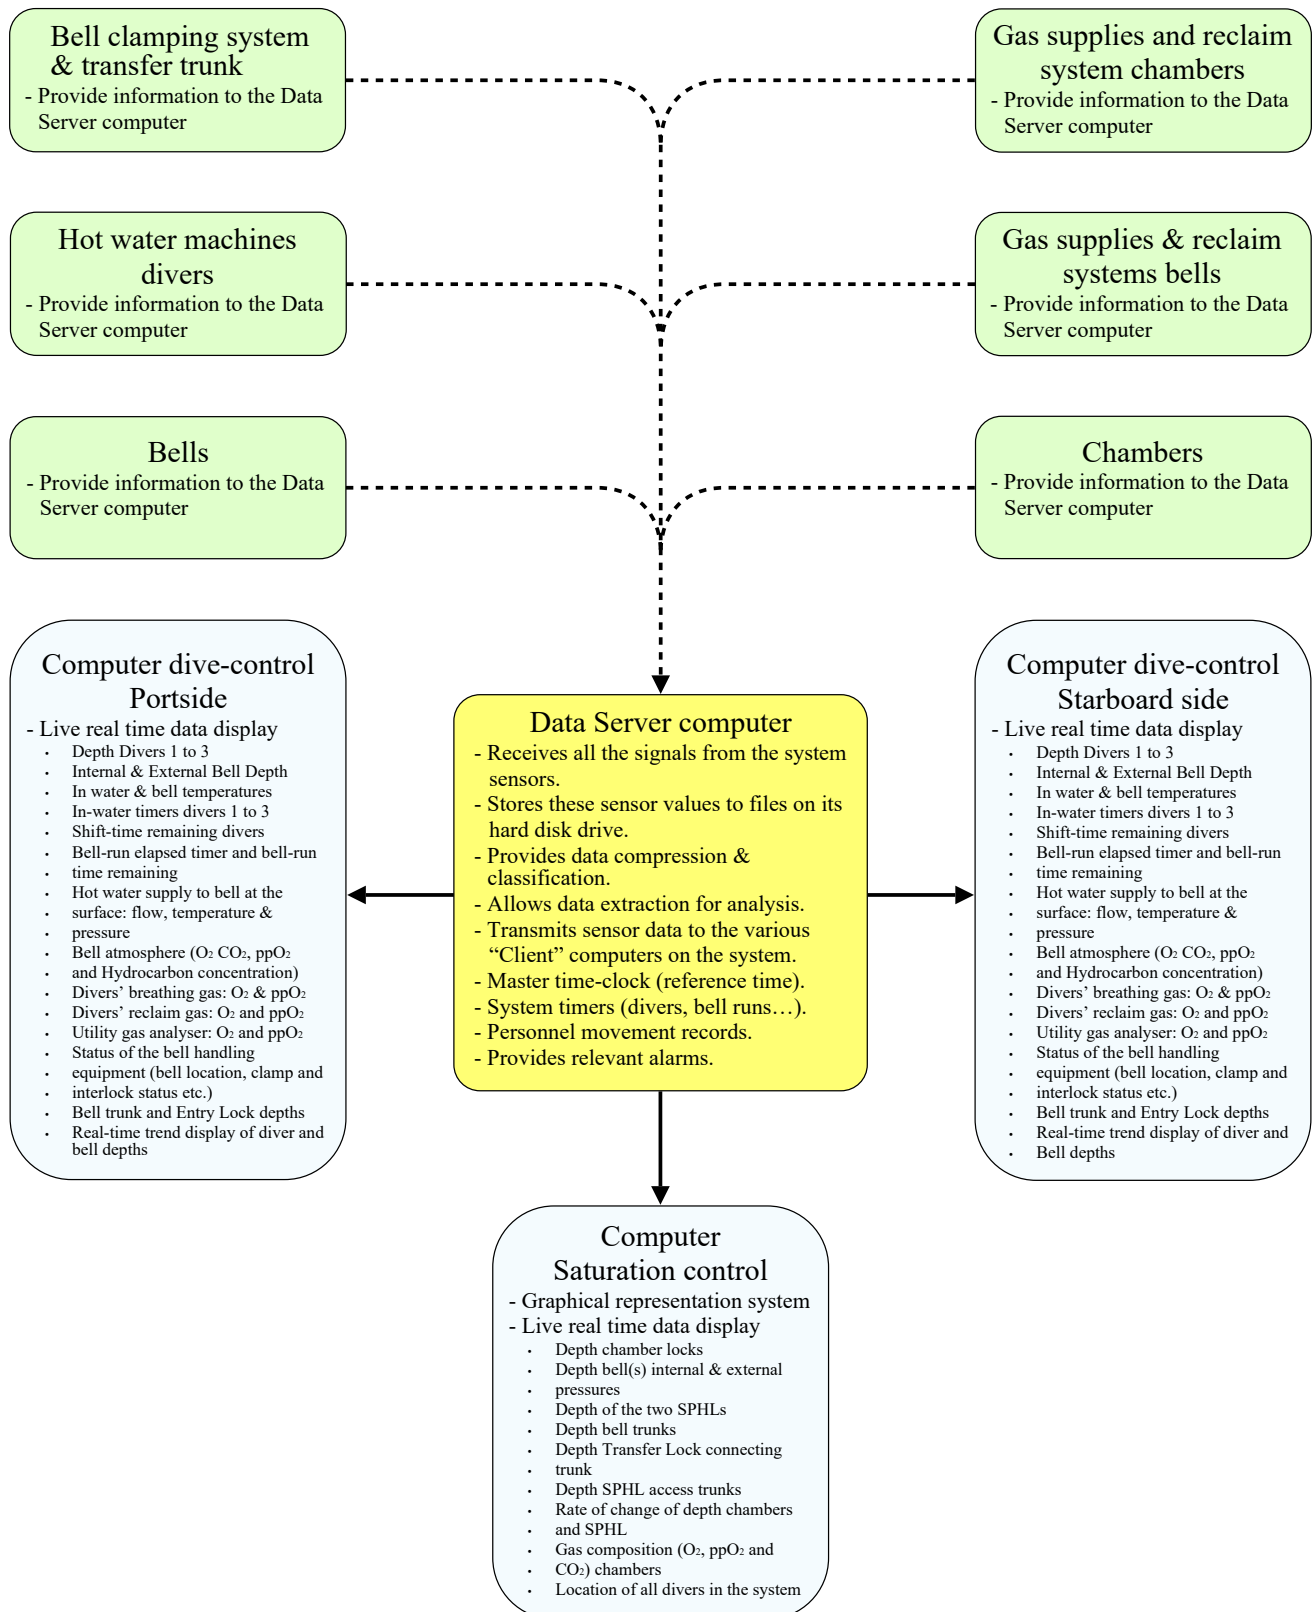 Bell clamping system
& transfer trunk
- Provide information to the Data
Server computer
Gas supplies and reclaim
system chambers
- Provide information to the Data
Server computer
Hot water machines
divers
- Provide information to the Data
Server computer
Gas supplies & reclaim
systems bells
- Provide information to the Data
Server computer
Bells
- Provide information to the Data
Server computer
Chambers
- Provide information to the Data
Server computer
Computer dive-control
Portside
- Live real time data display
· Depth Divers 1 to 3
· Internal & External Bell Depth
· In water & bell temperatures
· In-water timers divers 1 to 3
· Shift-time remaining divers
· Bell-run elapsed timer and bell-run
· time remaining
· Hot water supply to bell at the
· surface: flow, temperature &
· pressure
· Bell atmosphere (O₂ CO₂, ppO₂
· and Hydrocarbon concentration)
· Divers’ breathing gas: O₂ & ppO₂
· Divers’ reclaim gas: O₂ and ppO₂
· Utility gas analyser: O₂ and ppO₂
· Status of the bell handling
· equipment (bell location, clamp and
· interlock status etc.)
· Bell trunk and Entry Lock depths
· Real-time trend display of diver and
· bell depths
Data Server computer
- Receives all the signals from the system
sensors.
- Stores these sensor values to files on its
hard disk drive.
- Provides data compression &
classification.
- Allows data extraction for analysis.
- Transmits sensor data to the various
“Client” computers on the system.
- Master time-clock (reference time).
- System timers (divers, bell runs…).
- Personnel movement records.
- Provides relevant alarms.
Computer dive-control
Starboard side
- Live real time data display
· Depth Divers 1 to 3
· Internal & External Bell Depth
· In water & bell temperatures
· In-water timers divers 1 to 3
· Shift-time remaining divers
· Bell-run elapsed timer and bell-run
· time remaining
· Hot water supply to bell at the
· surface: flow, temperature &
· pressure
· Bell atmosphere (O₂ CO₂, ppO₂
· and Hydrocarbon concentration)
· Divers’ breathing gas: O₂ & ppO₂
· Divers’ reclaim gas: O₂ and ppO₂
· Utility gas analyser: O₂ and ppO₂
· Status of the bell handling
· equipment (bell location, clamp and
· interlock status etc.)
· Bell trunk and Entry Lock depths
· Real-time trend display of diver and
· Bell depths
Computer
Saturation control
- Graphical representation system
- Live real time data display
· Depth chamber locks
· Depth bell(s) internal & external
· pressures
· Depth of the two SPHLs
· Depth bell trunks
· Depth Transfer Lock connecting
· trunk
· Depth SPHL access trunks
· Rate of change of depth chambers
· and SPHL
· Gas composition (O₂, ppO₂ and
· CO₂) chambers
· Location of all divers in the system